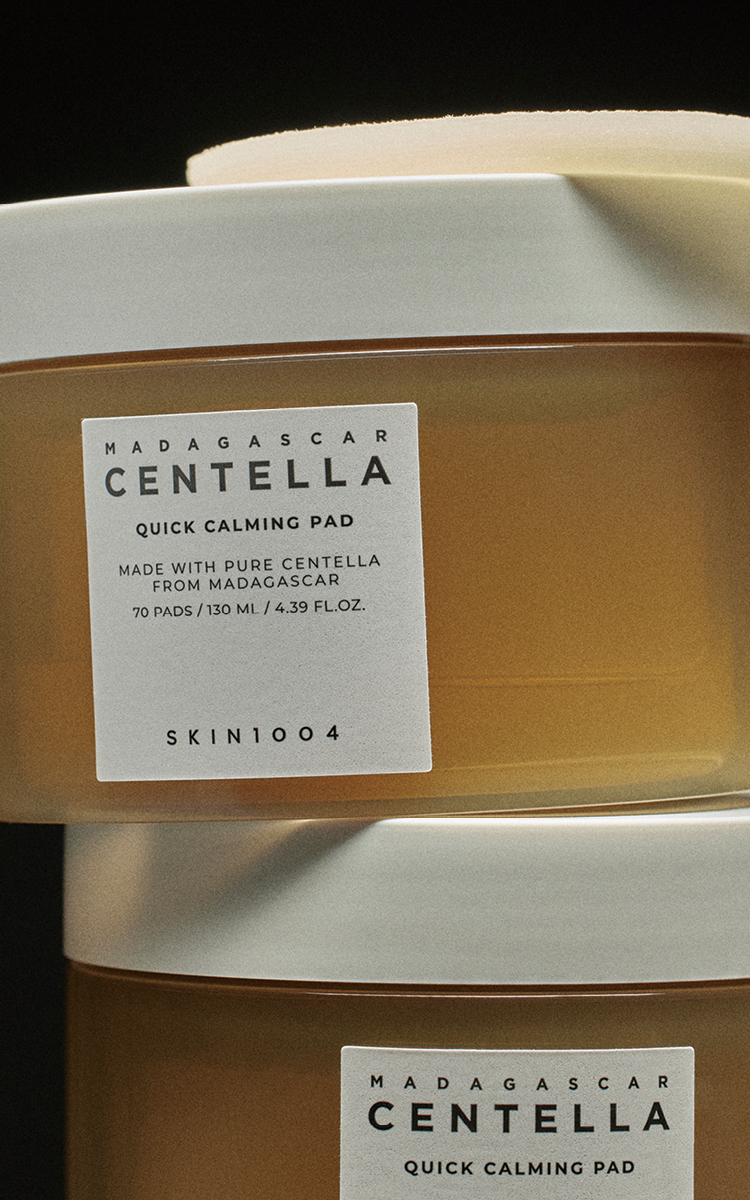 MADAGASCAR
CENTELLA
QUICK CALMING PAD
MADE WITH PURE CENTELLA
FROM MADAGASCAR
70 PADS / 130 ML / 4.39 FL.OZ.
SKIN1004
MADAGASCAR
CENTELLA
QUICK CALMING PAD